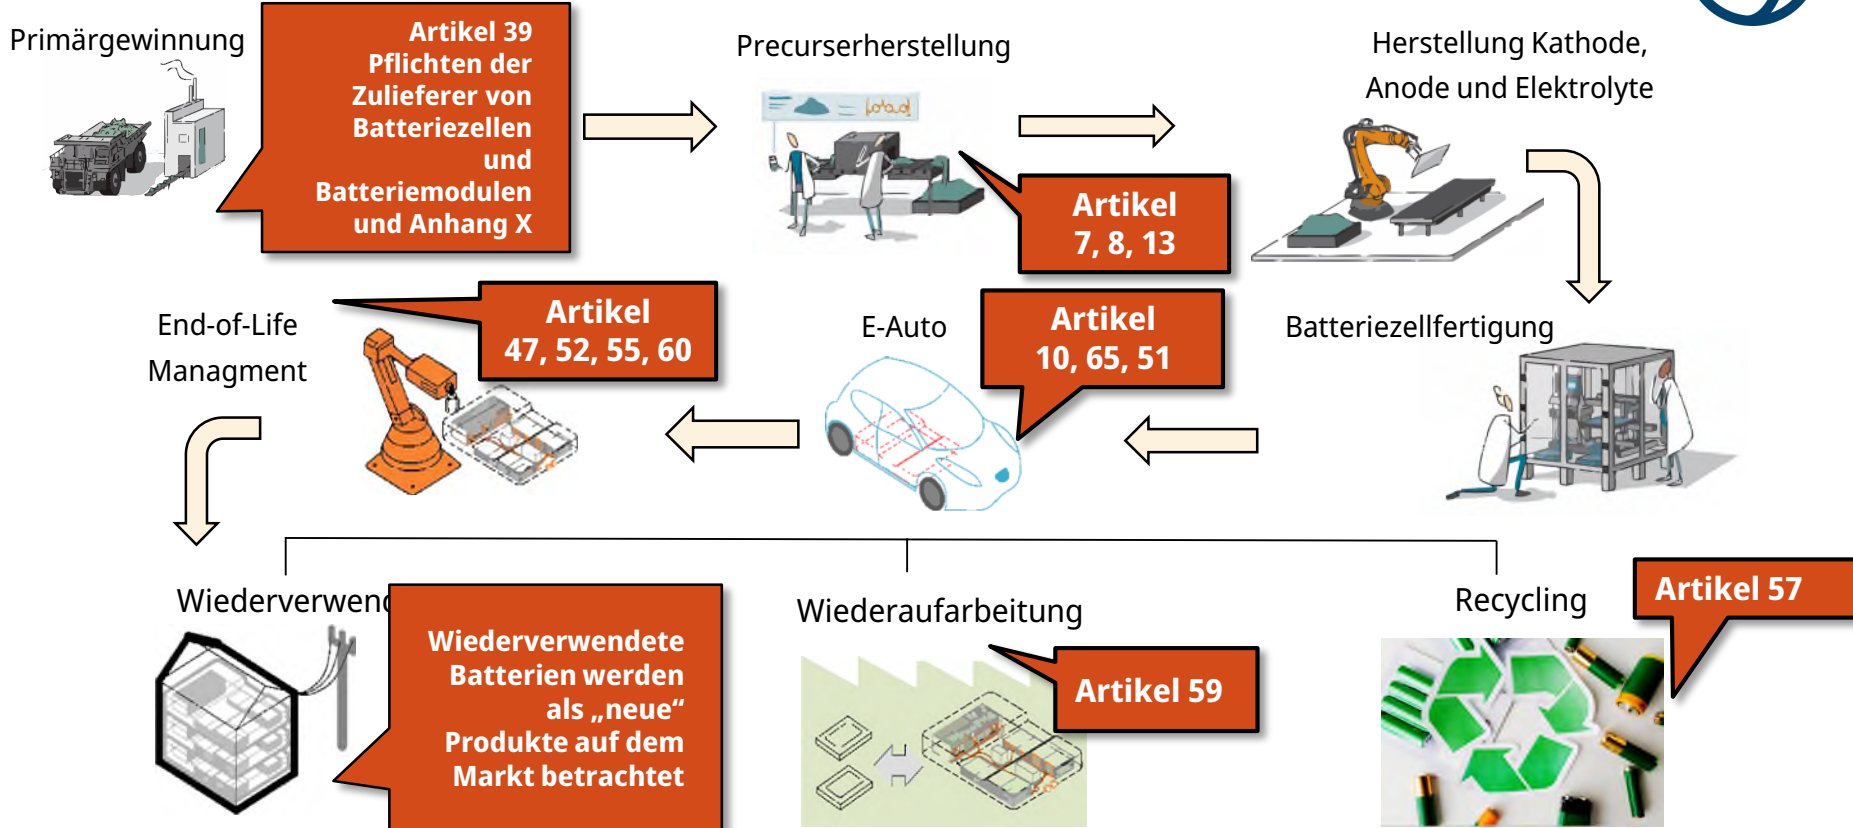 Primärgewinnung
Artikel 39
Pflichten der
Zulieferer von
Batteriezellen
und
Batteriemodulen
und Anhang X
Precurserherstellung
Artikel
7, 8, 13
Herstellung Kathode,
Anode und Elektrolyte
End-of-Life
Managment
Artikel
47, 52, 55, 60
E-Auto
Artikel
10, 65, 51
Batteriezellfertigung
Wiederverwend
Wiederverwendete
Batterien werden
als „neue“
Produkte auf dem
Markt betrachtet
Wiederaufarbeitung
Artikel 59
Recycling
Artikel 57